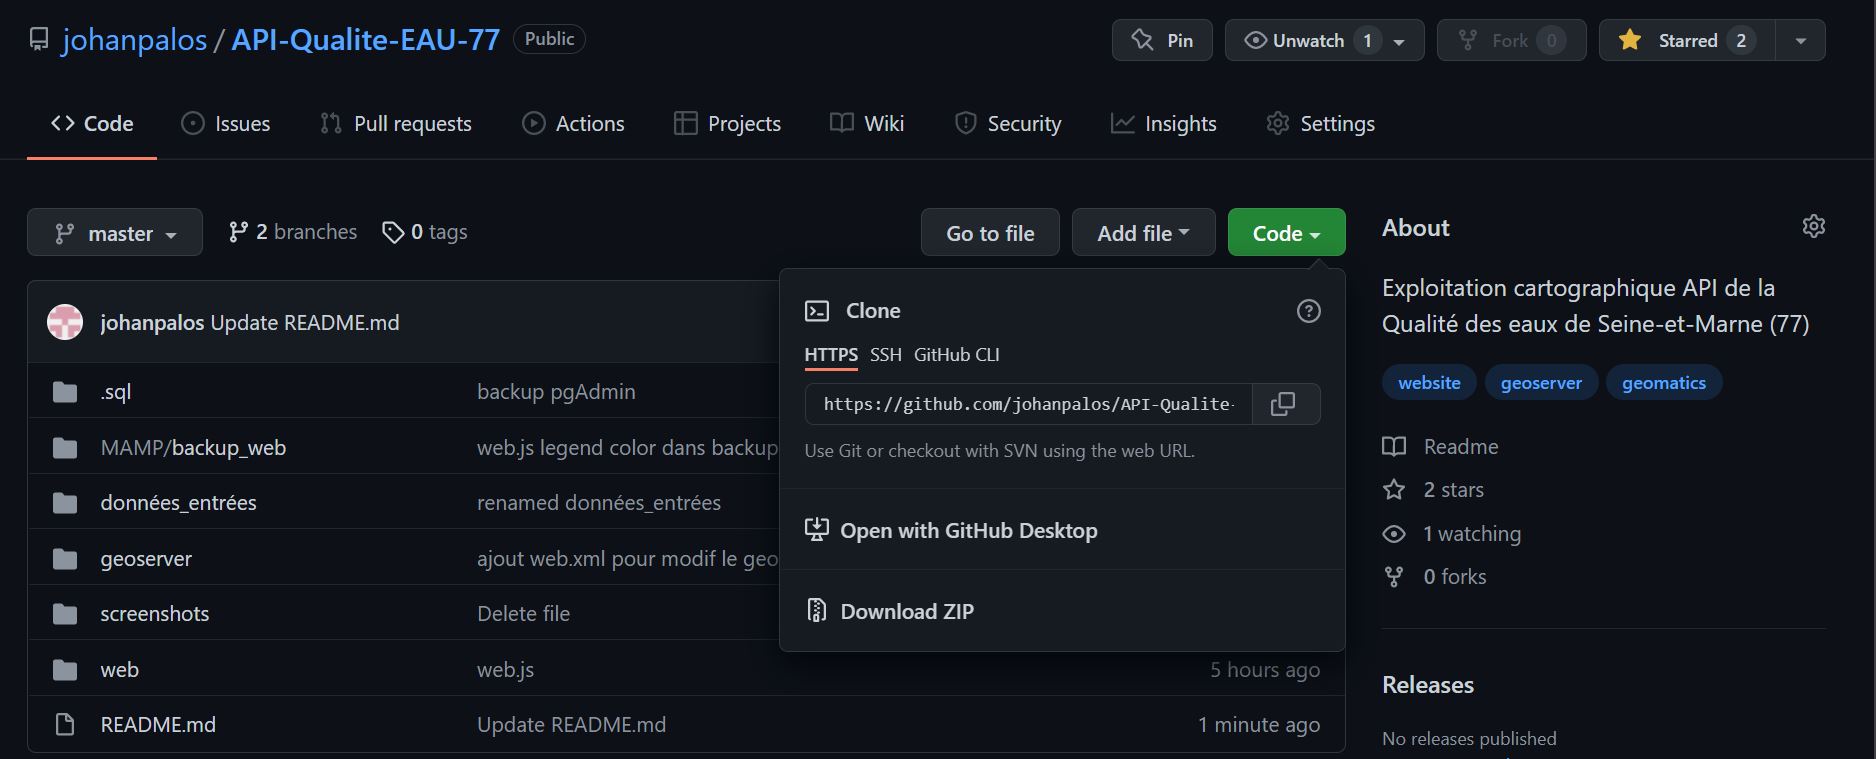 johanpalos / API-Qualite-EAU-77 Public
Pin
Unwatch 1
Fork 0
Starred 2
Code
Issues
Pull requests
Actions
Projects
Wiki
Security
Insights
Settings
master
2 branches
0 tags
Go to file
Add file
Code
johanpalos Update README.md
.sql backup pgAdmin
MAMP/backup_web web.js legend color dans backup
données_entrées renamed données_entrées
geoserver ajout web.xml pour modif le geo
screenshots Delete file
web web.js 5 hours ago
README.md Update README.md 1 minute ago
Clone
HTTPS SSH GitHub CLI
https://github.com/johanpalos/API-Qualite-
Use Git or checkout with SVN using the web URL.
Open with GitHub Desktop
Download ZIP
About
Exploitation cartographique API de la
Qualité des eaux de Seine-et-Marne (77)
website geoserver geomatics
Readme
2 stars
1 watching
0 forks
Releases
No releases published